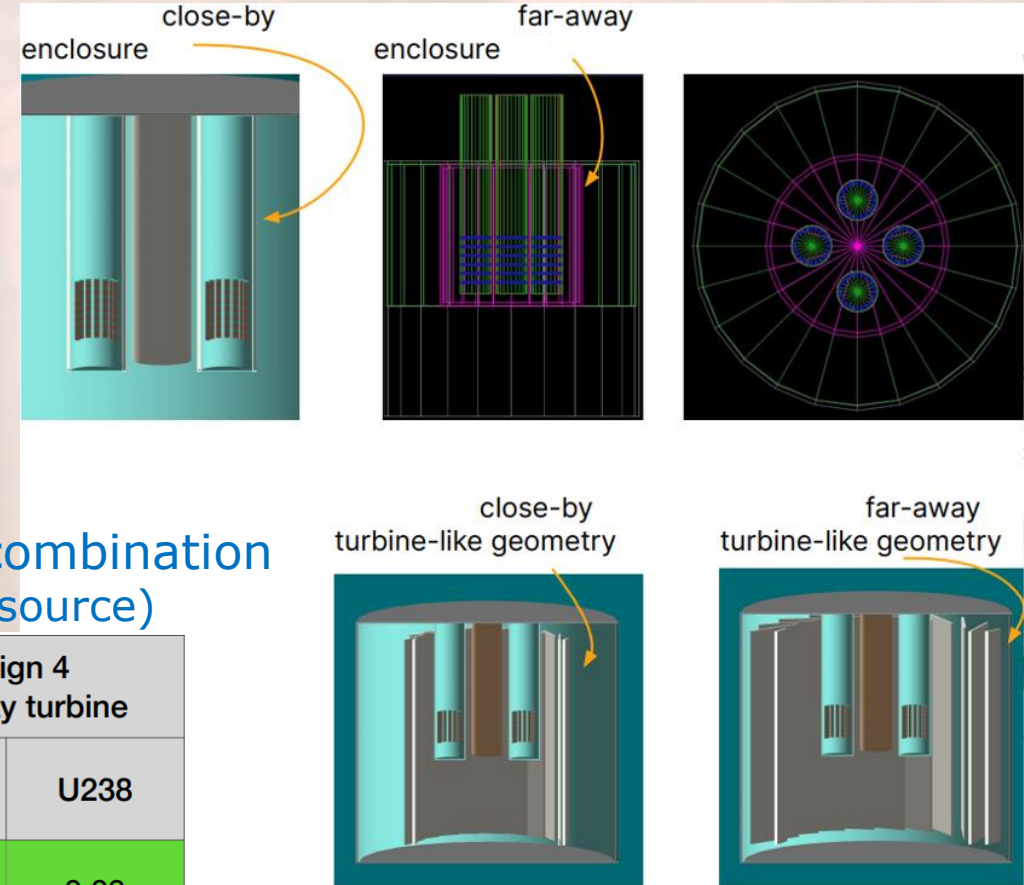 close-by
enclosure
far-away
enclosure
close-by
turbine-like geometry
far-away
turbine-like geometry
combination
source)
ign 4
y turbine
U238